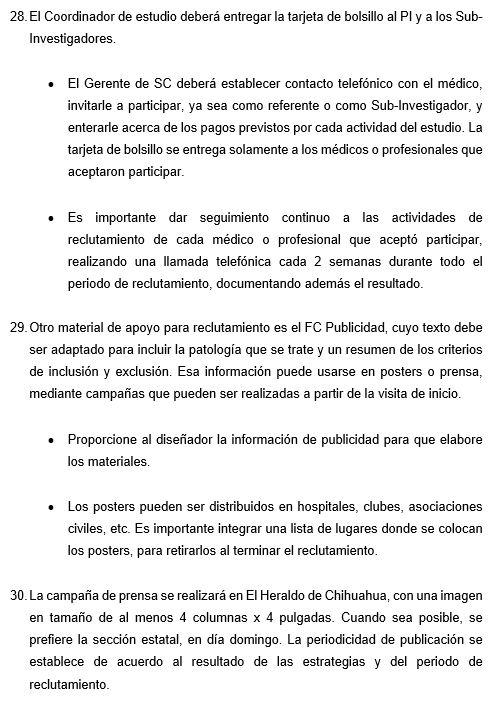 28. El Coordinador de estudio deberá entregar la tarjeta de bolsillo al PI y a los Sub-
Investigadores.
• El Gerente de SC deberá establecer contacto telefónico con el médico,
invitarle a participar, ya sea como referente o como Sub-Investigador, y
enterarle acerca de los pagos previstos por cada actividad del estudio. La
tarjeta de bolsillo se entrega solamente a los médicos o profesionales que
aceptaron participar.
• Es importante dar seguimiento continuo a las actividades de
reclutamiento de cada médico o profesional que aceptó participar,
realizando una llamada telefónica cada 2 semanas durante todo el
periodo de reclutamiento, documentando además el resultado.
29. Otro material de apoyo para reclutamiento es el FC Publicidad, cuyo texto debe
ser adaptado para incluir la patología que se trate y un resumen de los criterios
de inclusión y exclusión. Esa información puede usarse en posters o prensa,
mediante campañas que pueden ser realizadas a partir de la visita de inicio.
• Proporcione al diseñador la información de publicidad para que elabore
los materiales.
• Los posters pueden ser distribuidos en hospitales, clubes, asociaciones
civiles, etc. Es importante integrar una lista de lugares donde se colocan
los posters, para retirarlos al terminar el reclutamiento.
30. La campaña de prensa se realizará en El Heraldo de Chihuahua, con una imagen
en tamaño de al menos 4 columnas x 4 pulgadas. Cuando sea posible, se
prefiere la sección estatal, en día domingo. La periodicidad de publicación se
establece de acuerdo al resultado de las estrategias y del periodo de
reclutamiento.